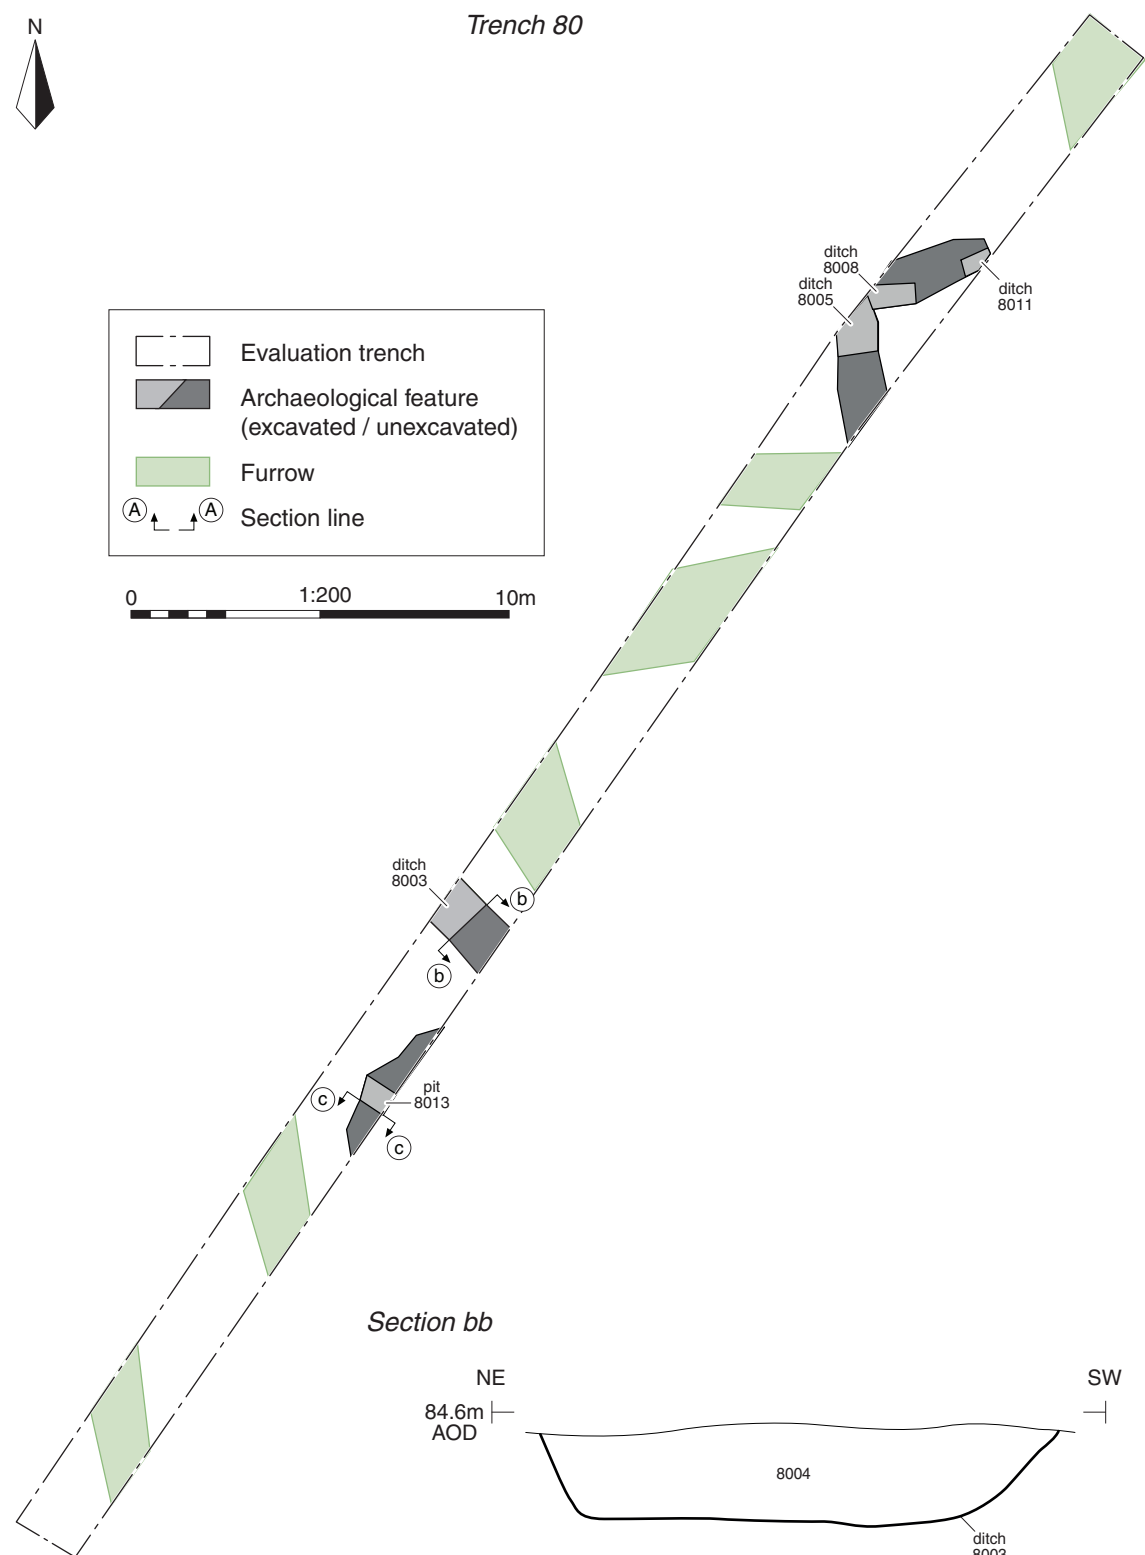 Trench 80
N
ditch
8008
ditch
8005
ditch
8011
Evaluation trench
Archaeological feature
(excavated / unexcavated)
Furrow
A A Section line
0 1:200 10m
ditch
8003
b
b
c
pit
8013
c
Section bb
NE SW
84.6m
AOD
8004
ditch
8003